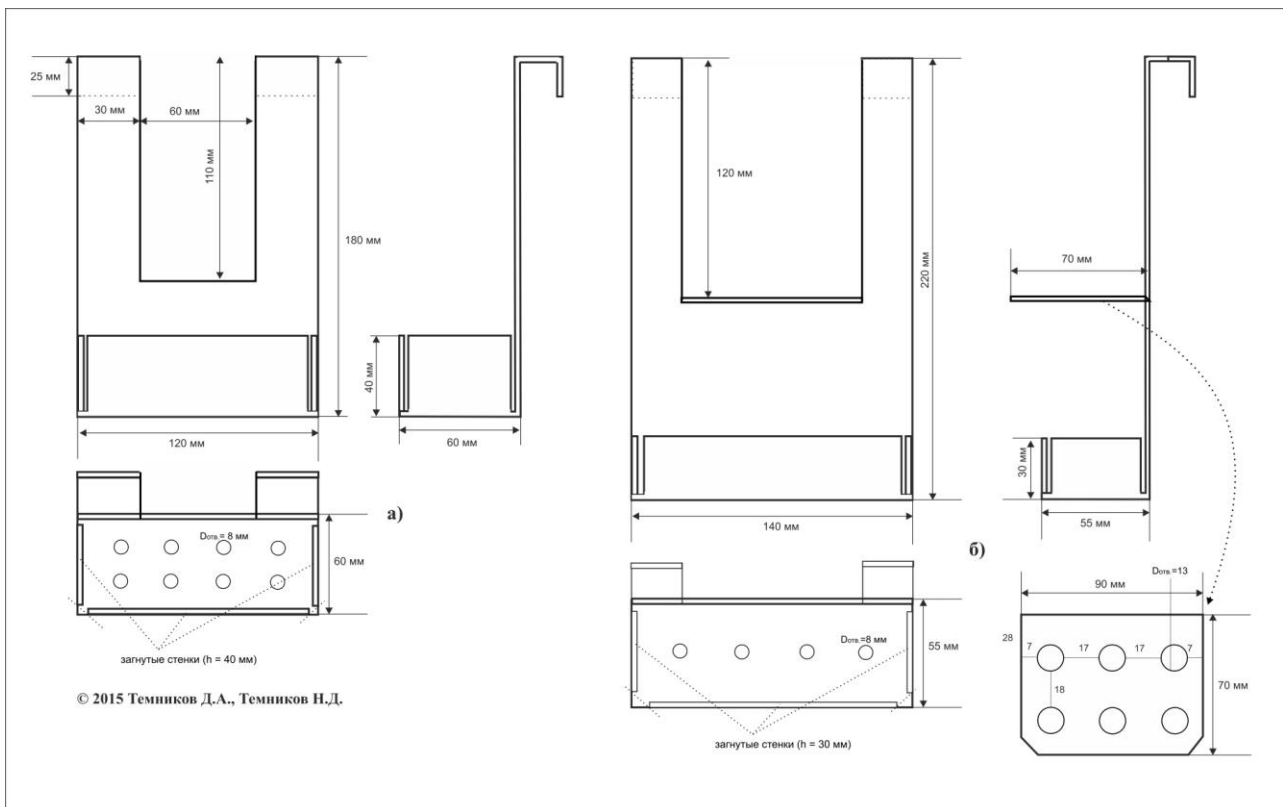 25 мм
30 мм
60 мм
110 мм
180 мм
40 мм
120 мм
60 мм
а)
Dотв.= 8 мм
60 мм
загнутые стенки (h = 40 мм)
© 2015 Темников Д.А., Темников Н.Д.
120 мм
220 мм
70 мм
30 мм
140 мм
55 мм
б)
Dотв.=8 мм
55 мм
загнутые стенки (h = 30 мм)
Dотв.=13
90 мм
28
7
17
17
7
18
70 мм